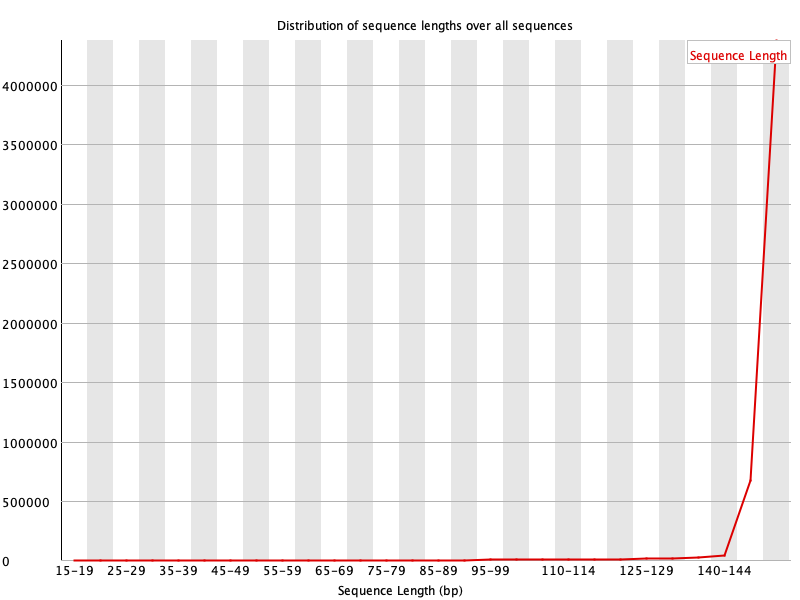 Distribution of sequence lengths over all sequences
Sequence Length
4000000
3500000
3000000
2500000
2000000
1500000
1000000
500000
0
15-19 25-29 35-39 45-49 55-59 65-69 75-79 85-89 95-99 110-114 125-129 140-144
Sequence Length (bp)